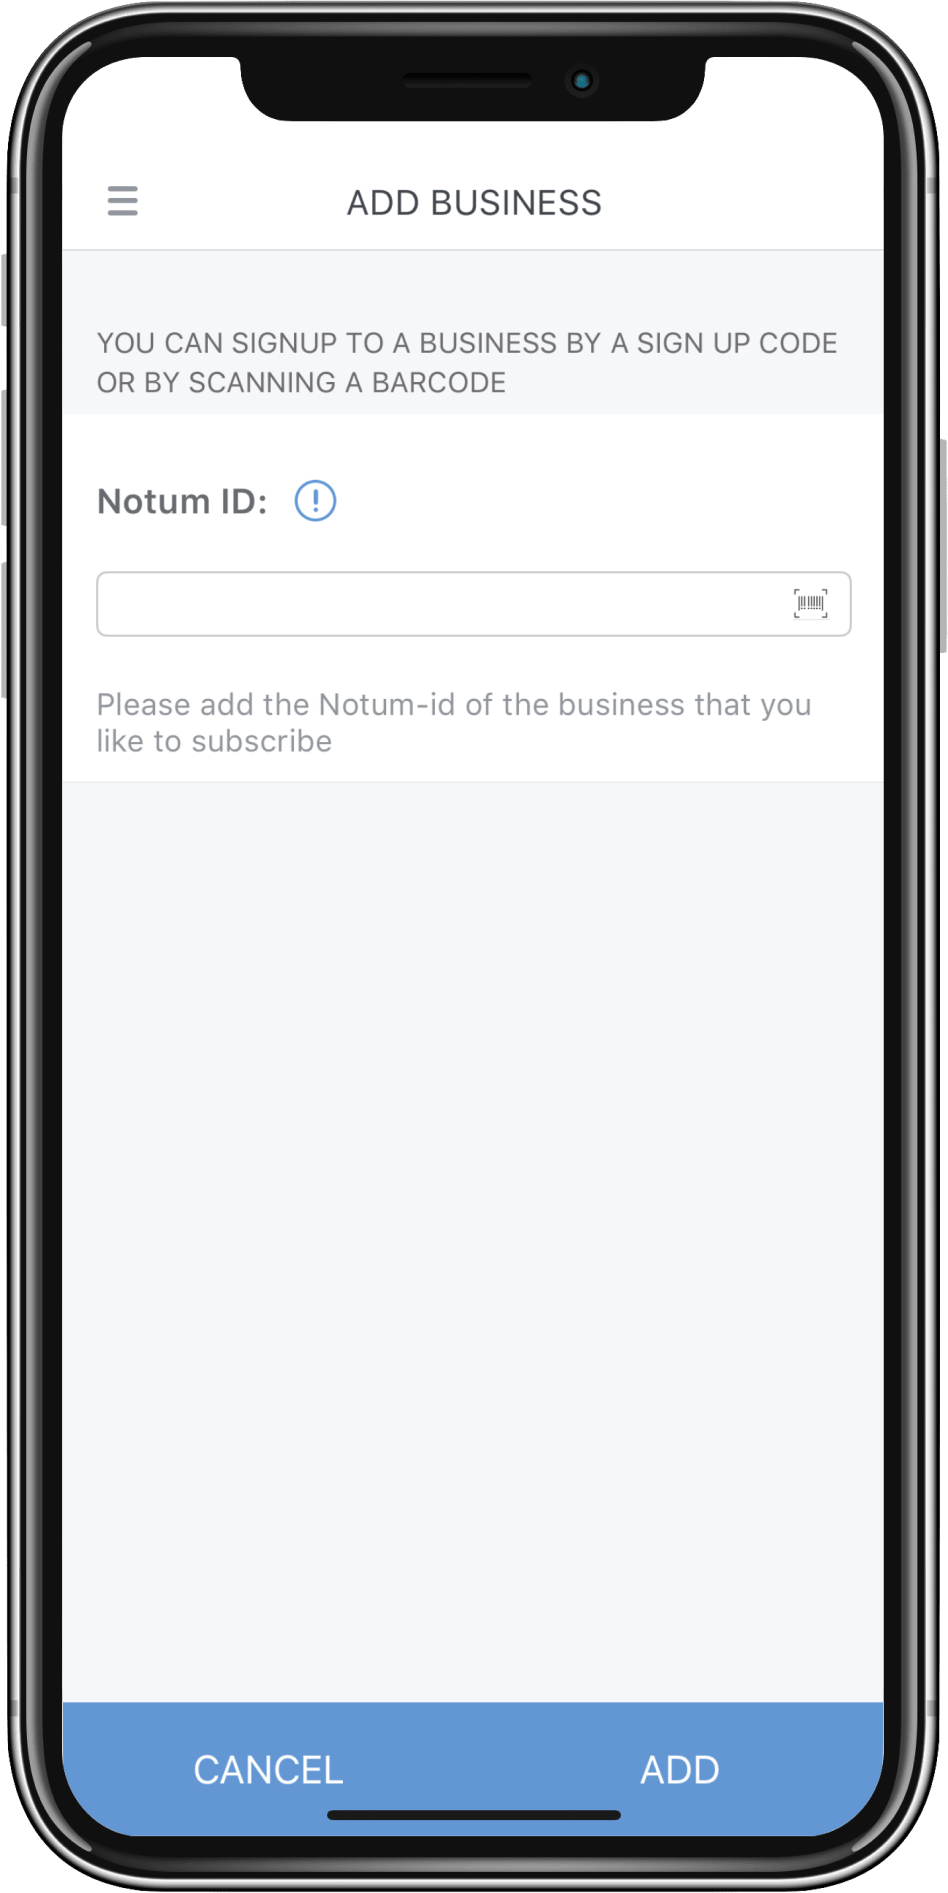 ADD BUSINESS
YOU CAN SIGNUP TO A BUSINESS BY A SIGN UP CODE
OR BY SCANNING A BARCODE
Notum ID:
Please add the Notum-id of the business that you
like to subscribe
CANCEL ADD